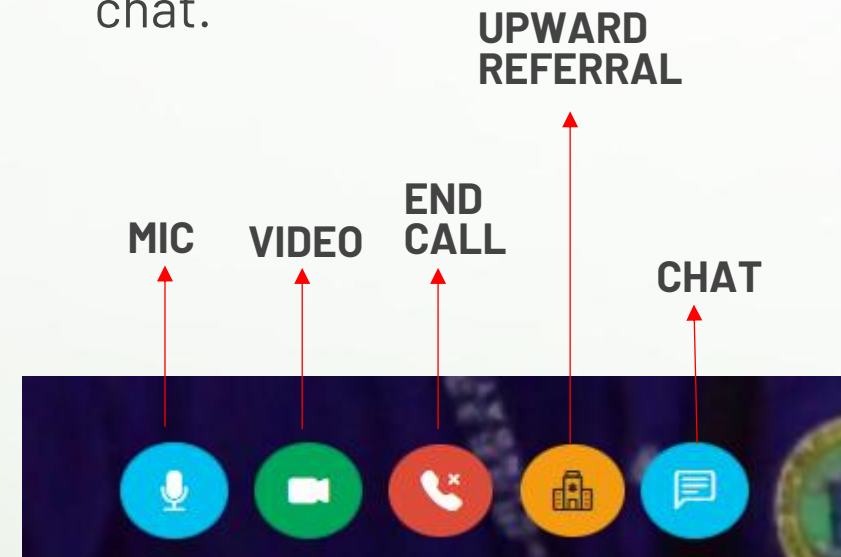 chat.
UPWARD
REFERRAL
END
CALL
MIC
VIDEO
CHAT